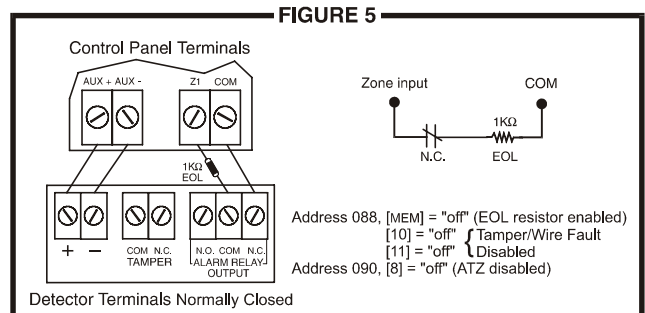 FIGURE 5
Control Panel Terminals
AUX + AUX -
Z1 COM
1KΩ
EOL
+ -
COM N.C.
TAMPER
N.O. COM N.C.
ALARM RELAY
OUTPUT
Detector Terminals Normally Closed
Zone input
COM
1KΩ
N.C.
EOL
Address 088, [MEM] = "off" (EOL resistor enabled)
[10] = "off" { Tamper/Wire Fault
[11] = "off" Disabled
Address 090, [8] = "off" (ATZ disabled)